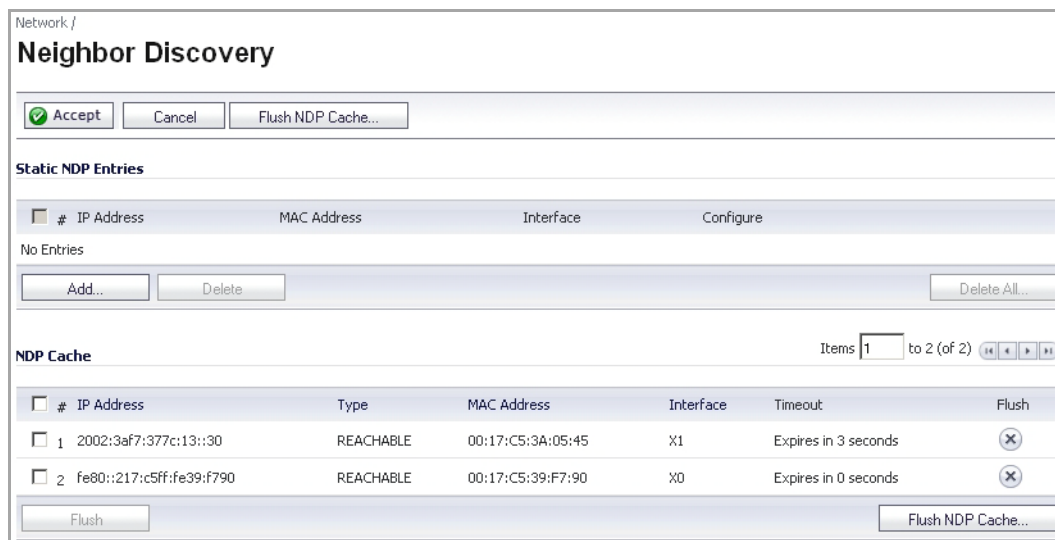 Network /
Neighbor Discovery
Accept Cancel Flush NDP Cache...
Static NDP Entries
# IP Address MAC Address Interface Configure
No Entries
Add... Delete Delete All...
NDP Cache Items 1 to 2 (of 2)
# IP Address Type MAC Address Interface Timeout Flush
1 2002:3af7:377c:13::30 REACHABLE 00:17:C5:3A:05:45 X1 Expires in 3 seconds
2 fe80::217:c5ff:fe39:f790 REACHABLE 00:17:C5:39:F7:90 X0 Expires in 0 seconds
Flush Flush NDP Cache...